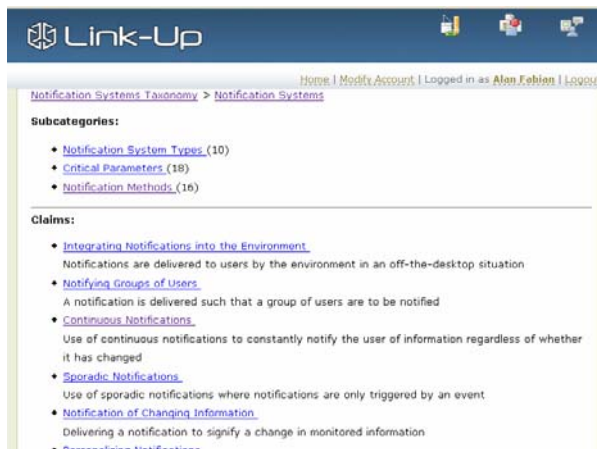 Link-Up
Home | Modify Account | Logged in as Alan Fabian | Logou
Notification Systems Taxonomy > Notification Systems
Subcategories:
Notification System Types (10)
Critical Parameters (18)
Notification Methods (16)
Claims:
Integrating Notifications into the Environment
Notifications are delivered to users by the environment in an off-the-desktop situation
Notifying Groups of Users
A notification is delivered such that a group of users are to be notified
Continuous Notifications
Use of continuous notifications to constantly notify the user of information regardless of whether
it has changed
Sporadic Notifications
Use of sporadic notifications where notifications are only triggered by an event
Notification of Changing Information
Delivering a notification to signify a change in monitored information
Personalizing Notifications